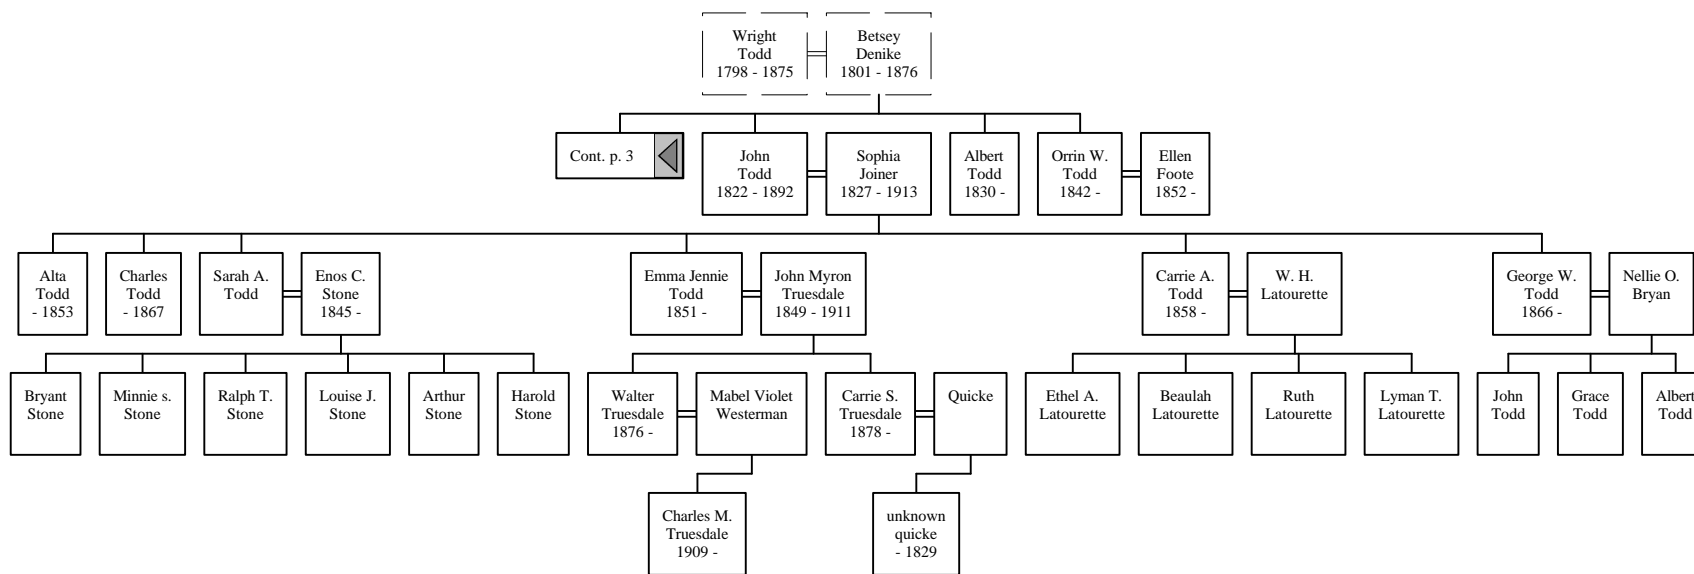 Wright
Todd
1798 - 1875
Betsey
Denike
1801 - 1876
Cont. p. 3
John
Todd
1822 - 1892
Sophia
Joiner
1827 - 1913
Albert
Todd
1830 -
Orrin W.
Todd
1842 -
Ellen
Foote
1852 -
Alta
Todd
- 1853
Charles
Todd
- 1867
Sarah A.
Todd
Enos C.
Stone
1845 -
Emma Jennie
Todd
1851 -
John Myron
Truesdale
1849 - 1911
Carrie A.
Todd
1858 -
W. H.
Latourette
George W.
Todd
1866 -
Nellie O.
Bryan
Bryant
Stone
Minnie s.
Stone
Ralph T.
Stone
Louise J.
Stone
Arthur
Stone
Harold
Stone
Walter
Truesdale
1876 -
Mabel Violet
Westerman
Carrie S.
Truesdale
1878 -
Quicke
Ethel A.
Latourette
Beaulah
Latourette
Ruth
Latourette
Lyman T.
Latourette
John
Todd
Grace
Todd
Albert
Todd
Charles M.
Truesdale
1909 -
unknown
quicke
- 1829